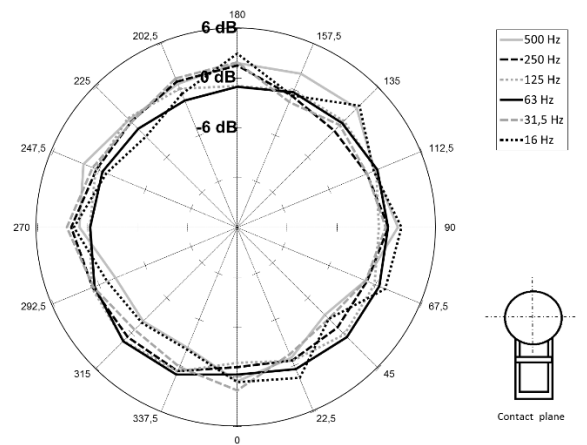 180
6 dB
202,5
157,5
0 dB
225
135
-6 dB
247,5
112,5
270
90
292,5
67,5
315
45
337,5
22,5
0
500 Hz
250 Hz
125 Hz
63 Hz
31,5 Hz
16 Hz
Contact plane